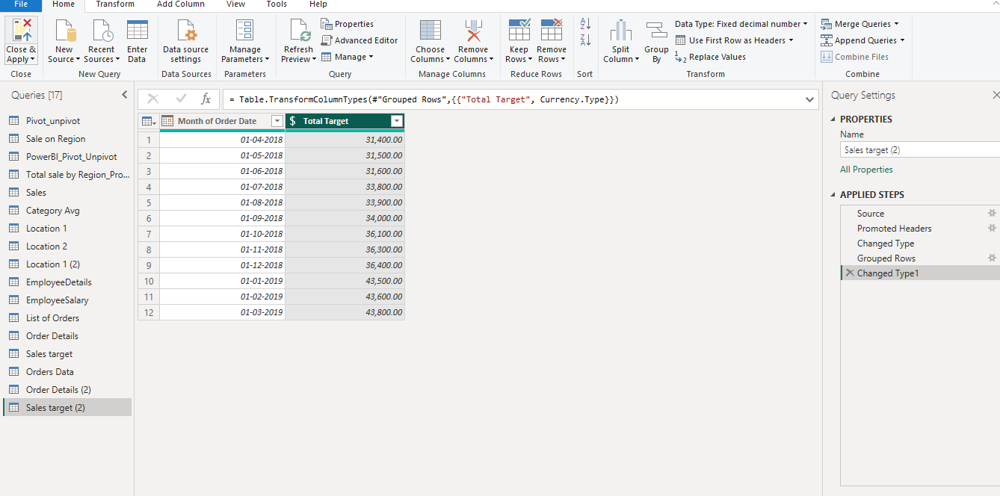 File Home Transform Add Column View Tools Help
Close & Apply
New Source
Recent Sources
Enter Data
Data source settings
Manage Parameters
Refresh Preview
Properties
Advanced Editor
Manage
Choose Columns
Remove Columns
Keep Rows
Remove Rows
A Z
Z A
Split Column
Group By
Data Type: Fixed decimal number
Use First Row as Headers
1 2 Replace Values
Merge Queries
Append Queries
Combine Files
Close New Query Data Sources Parameters Query Manage Columns Reduce Rows Sort Transform Combine
Queries [17]
Pivot_unpivot
Sale on Region
PowerBI_Pivot_Unpivot
Total sale by Region_Pro...
Sales
Category Avg
Location 1
Location 2
Location 1 (2)
EmployeeDetails
EmployeeSalary
List of Orders
Order Details
Sales target
Orders Data
Order Details (2)
Sales target (2)
fx = Table.TransformColumnTypes(#"Grouped Rows",{{"Total Target", Currency.Type}})
Month of Order Date $ Total Target
1 01-04-2018 31,400.00
2 01-05-2018 31,500.00
3 01-06-2018 31,600.00
4 01-07-2018 33,800.00
5 01-08-2018 33,900.00
6 01-09-2018 34,000.00
7 01-10-2018 36,100.00
8 01-11-2018 36,300.00
9 01-12-2018 36,400.00
10 01-01-2019 43,500.00
11 01-02-2019 43,600.00
12 01-03-2019 43,800.00
Query Settings
PROPERTIES
Name
Sales target (2)
All Properties
APPLIED STEPS
Source
Promoted Headers
Changed Type
Grouped Rows
Changed Type1